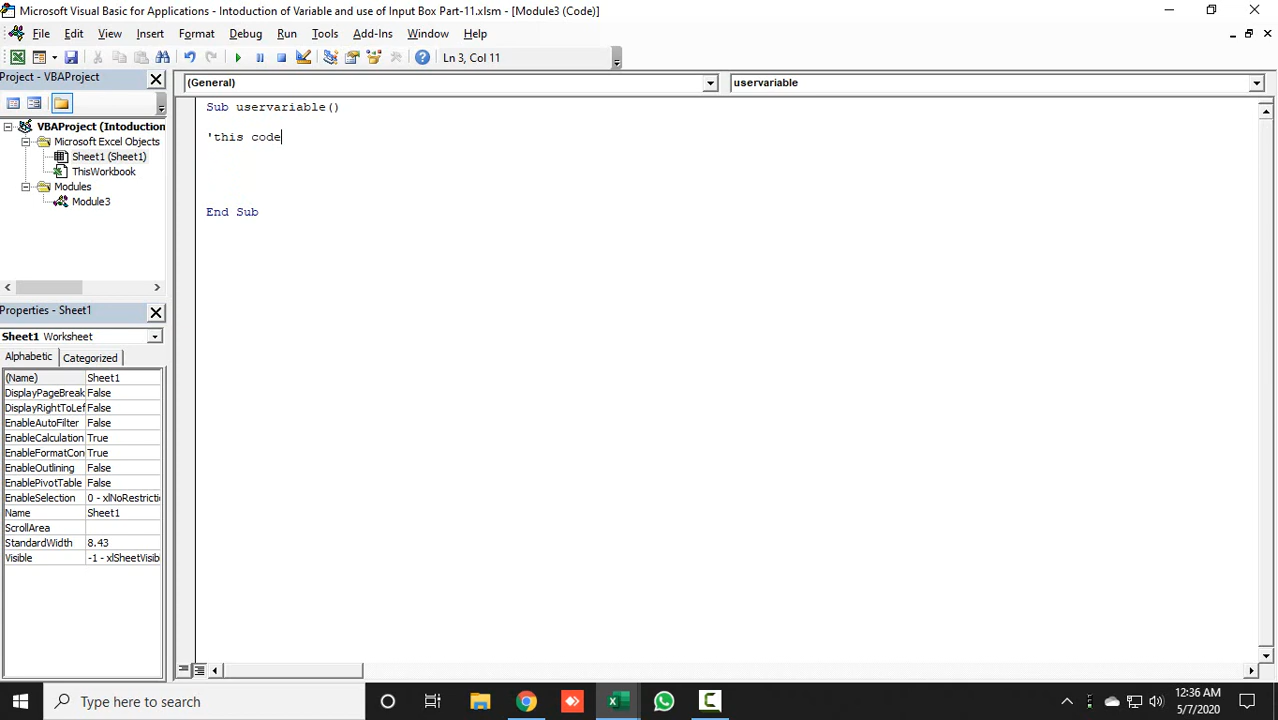 Microsoft Visual Basic for Applications - Intoduction of Variable and use of Input Box Part-11.xlsm - [Module3 (Code)]
File Edit View Insert Format Debug Run Tools Add-Ins Window Help
Ln 3, Col 11
Project - VBAProject
(General)
uservariable
VBAProject (Intoduction
Microsoft Excel Objects
Sheet1 (Sheet1)
ThisWorkbook
Modules
Module3
Sub uservariable()
'this code
End Sub
Properties - Sheet1
Sheet1 Worksheet
Alphabetic Categorized
(Name) Sheet1
DisplayPageBreak False
DisplayRightToLef False
EnableAutoFilter False
EnableCalculation True
EnableFormatCon True
EnableOutlining False
EnablePivotTable False
EnableSelection 0 - xlNoRestricti
Name Sheet1
ScrollArea
StandardWidth 8.43
Visible -1 - xlSheetVisib
Type here to search
12:36 AM
5/7/2020